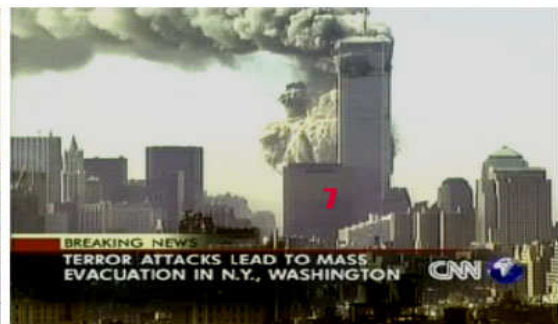 7
BREAKING NEWS
TERROR ATTACKS LEAD TO MASS
EVACUATION IN N.Y., WASHINGTON
CNN